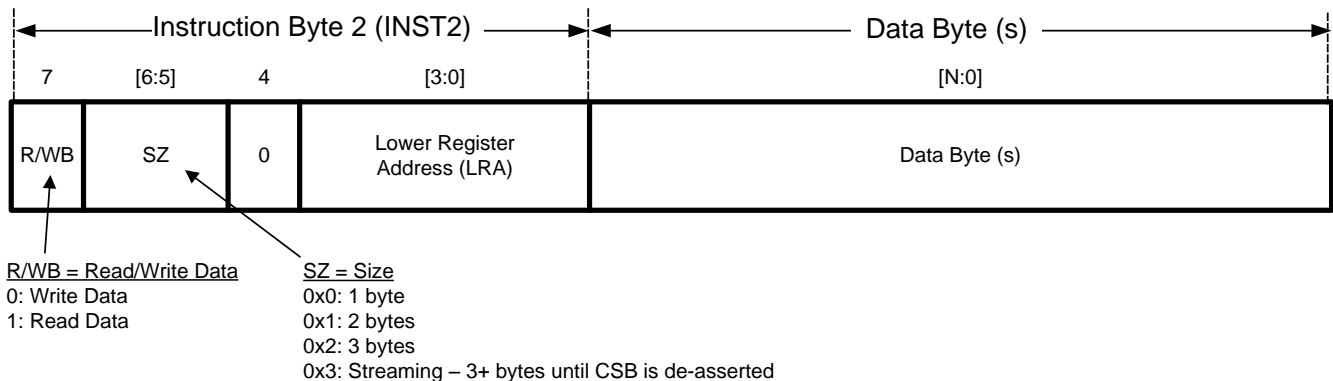 Instruction Byte 2 (INST2) Data Byte (s)
7 [6:5] 4 [3:0] [N:0]
R/WB SZ 0 Lower Register
Address (LRA) Data Byte (s)
R/WB = Read/Write Data
0: Write Data
1: Read Data
SZ = Size
0x0: 1 byte
0x1: 2 bytes
0x2: 3 bytes
0x3: Streaming – 3+ bytes until CSB is de-asserted